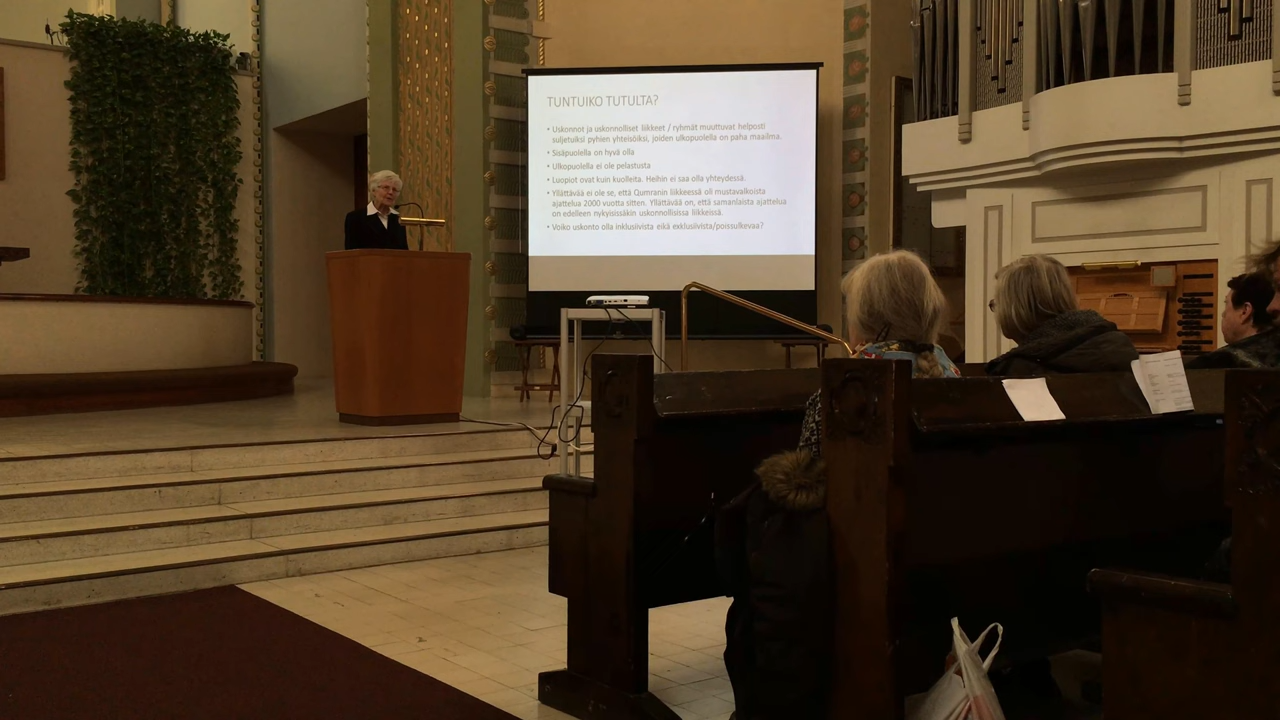 TUNTUIKO TUTULTA?
• Uskonnot ja uskonnolliset liikkeet / ryhmät muuttuvat helposti
suljetuiksi pyhien yhteisöiksi, joiden ulkopuolella on paha maailma.
• Sisäpuolella on hyvä olla
• Ulkopuolella ei ole pelastusta
• Luopiot ovat kuin kuolleita. Heihin ei saa olla yhteydessä.
• Yllättävää ei ole se, että Qumranin liikkeessä oli mustavalkoista
ajattelua 2000 vuotta sitten. Yllättävää on, että samanlaista ajattelua
on edelleen nykyisissäkin uskonnollisissa liikkeissä.
• Voiko uskonto olla inklusiivista eikä exklusiivista/poissulkevaa?